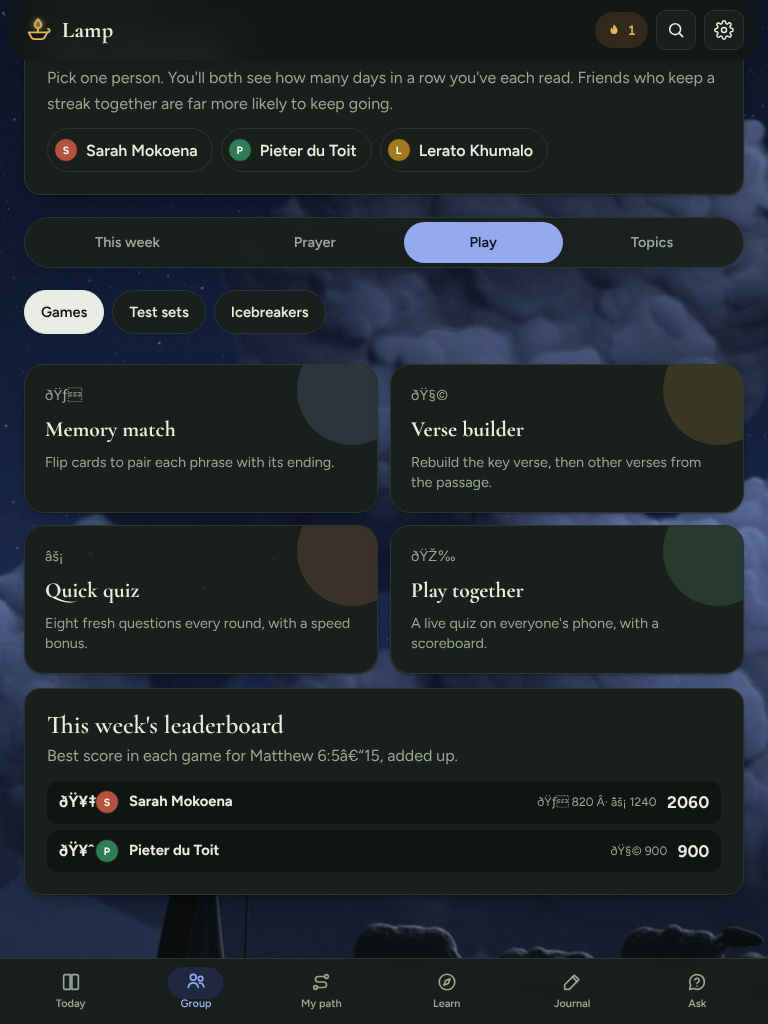 Lamp
1
Pick one person. You'll both see how many days in a row you've each read. Friends who keep a
streak together are far more likely to keep going.
S Sarah Mokoena
P Pieter du Toit
L Lerato Khumalo
This week
Prayer
Play
Topics
Games
Test sets
Icebreakers
ðŸƒ
Memory match
Flip cards to pair each phrase with its ending.
ðŸ§©
Verse builder
Rebuild the key verse, then other verses from
the passage.
âš¡
Quick quiz
Eight fresh questions every round, with a speed
bonus.
ðŸŽ‰
Play together
A live quiz on everyone's phone, with a
scoreboard.
This week's leaderboard
Best score in each game for Matthew 6:5â€“15, added up.
ðŸ¥‡ S Sarah Mokoena ðŸƒ 820 Â· âš¡ 1240 2060
ðŸ¥ˆ P Pieter du Toit ðŸ§© 900 900
Today
Group
My path
Learn
Journal
Ask